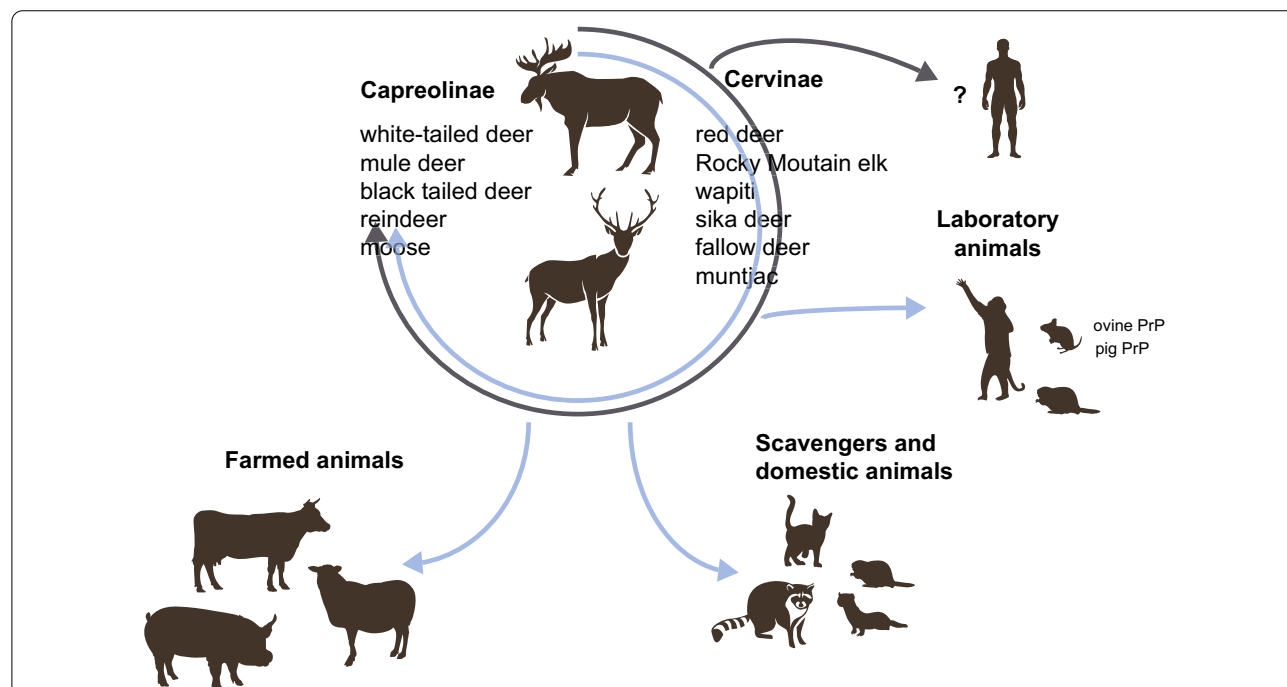 Capreolinae
white-tailed deer
mule deer
black tailed deer
reindeer
moose
Cervinae
red deer
Rocky Moutain elk
wapiti
sika deer
fallow deer
muntjac
?
Laboratory
animals
ovine PrP
pig PrP
Farmed animals
Scavengers and
domestic animals